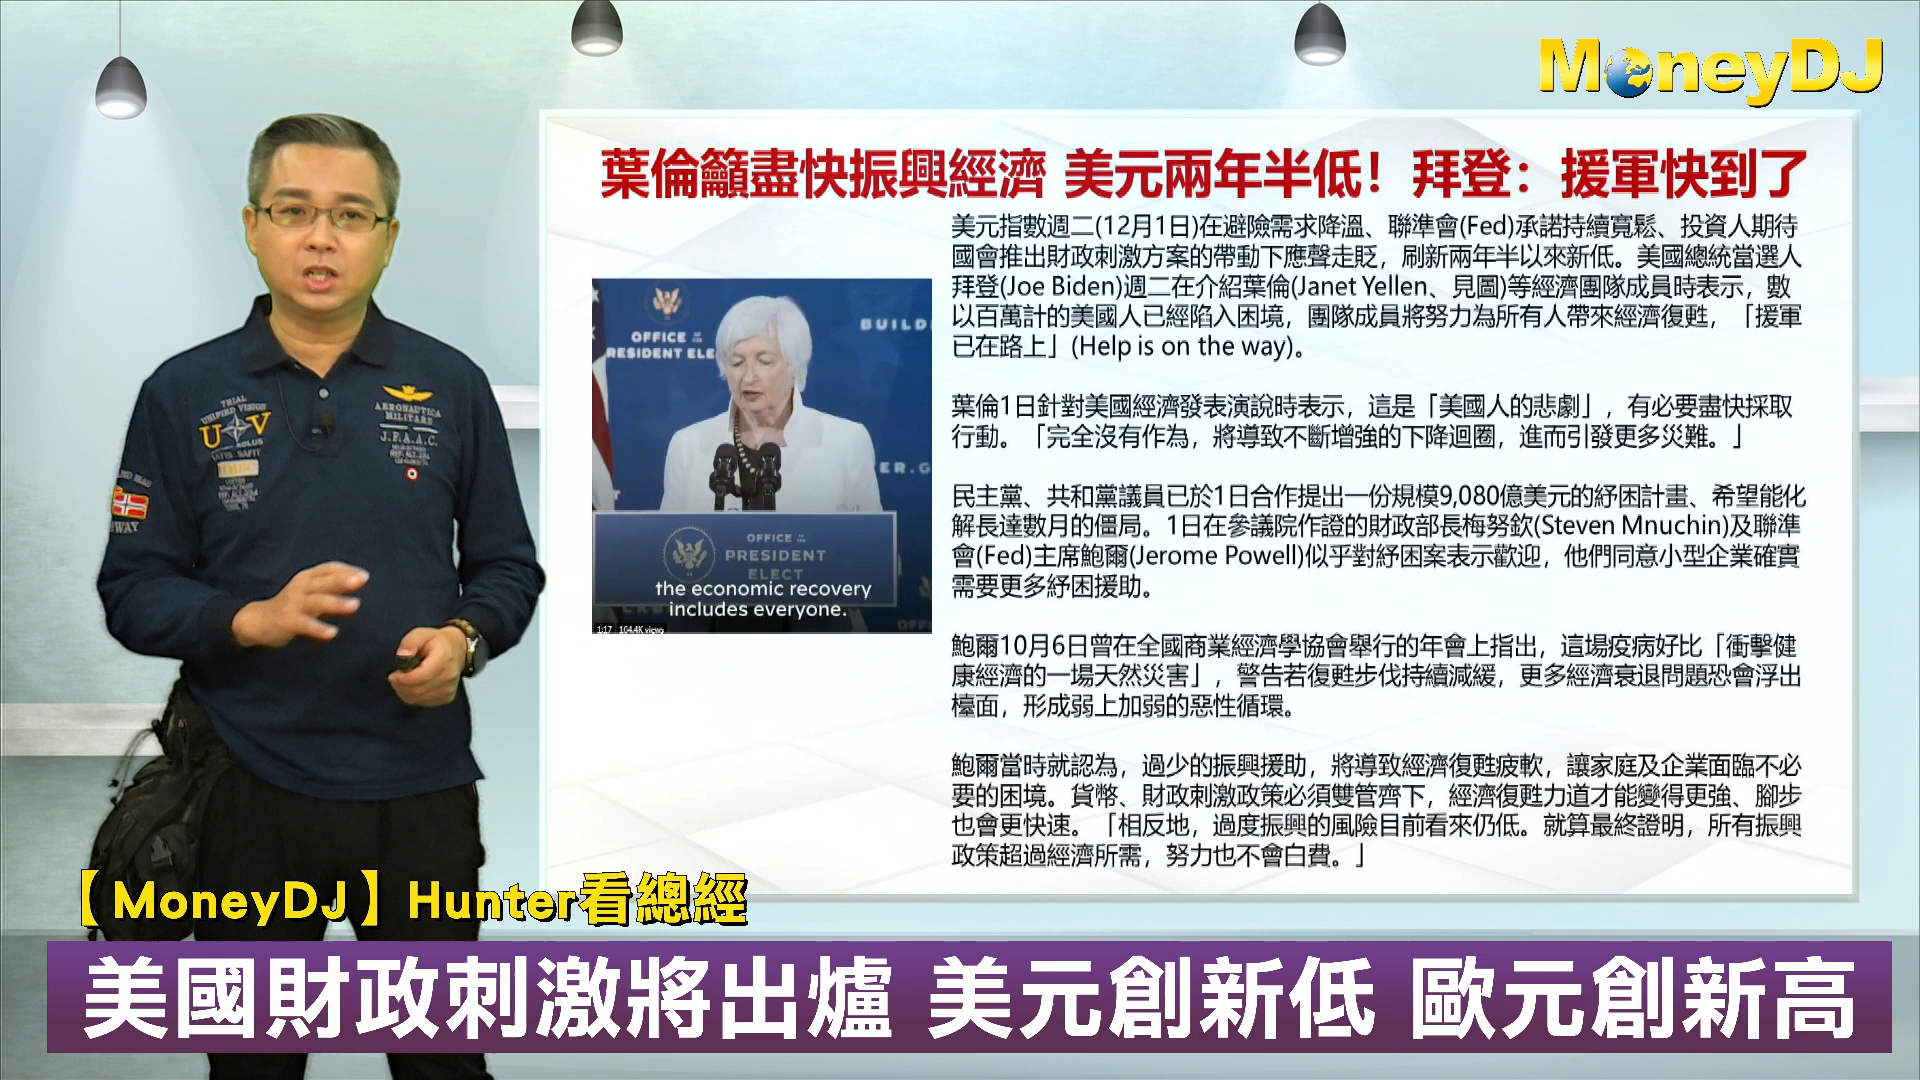 MoneyDJ
葉倫籲盡快振興經濟 美元兩年半低！拜登：援軍快到了
美元指數週二(12月1日)在避險需求降溫、聯準會(Fed)承諾持續寬鬆、投資人期待
國會推出財政刺激方案的帶動下應聲走貶，刷新兩年半以來新低。美國總統當選人
拜登(Joe Biden)週二在介紹葉倫(Janet Yellen、見圖)等經濟團隊成員時表示，數
以百萬計的美國人已經陷入困境，團隊成員將努力為所有人帶來經濟復甦，「援軍
已在路上」(Help is on the way)。
葉倫1日針對美國經濟發表演說時表示，這是「美國人的悲劇」，有必要盡快採取
行動。「完全沒有作為，將導致不斷增強的下降迴圈，進而引發更多災難。」
民主黨、共和黨議員已於1日合作提出一份規模9,080億美元的紓困計畫、希望能化
解長達數月的僵局。1日在參議院作證的財政部長梅努欽(Steven Mnuchin)及聯準
會(Fed)主席鮑爾(Jerome Powell)似乎對紓困案表示歡迎，他們同意小型企業確實
需要更多紓困援助。
鮑爾10月6日曾在全國商業經濟學協會舉行的年會上指出，這場疫病好比「衝擊健
康經濟的一場天然災害」，警告若復甦步伐持續減緩，更多經濟衰退問題恐會浮出
檯面，形成弱上加弱的惡性循環。
鮑爾當時就認為，過少的振興援助，將導致經濟復甦疲軟，讓家庭及企業面臨不必
要的困境。貨幣、財政刺激政策必須雙管齊下，經濟復甦力道才能變得更強、腳步
也會更快速。「相反地，過度振興的風險目前看來仍低。就算最終證明，所有振興
政策超過經濟所需，努力也不會白費。」
OFFICE OF THE
PRESIDENT ELE
BUILD
ER.G
OFFICE OF THE
PRESIDENT
ELECT
the economic recovery
includes everyone.
1:17 104.4K views
TRIAL
UNIFIED VISION
U V
AERONAUTICA
MILITARE
J.F.A.A.C.
WAY
【MoneyDJ】Hunter看總經
美國財政刺激將出爐 美元創新低 歐元創新高